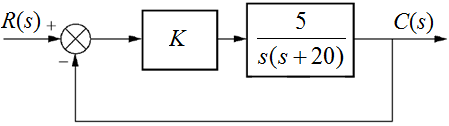 R(s) + K 5 C(s)
− s(s+20)